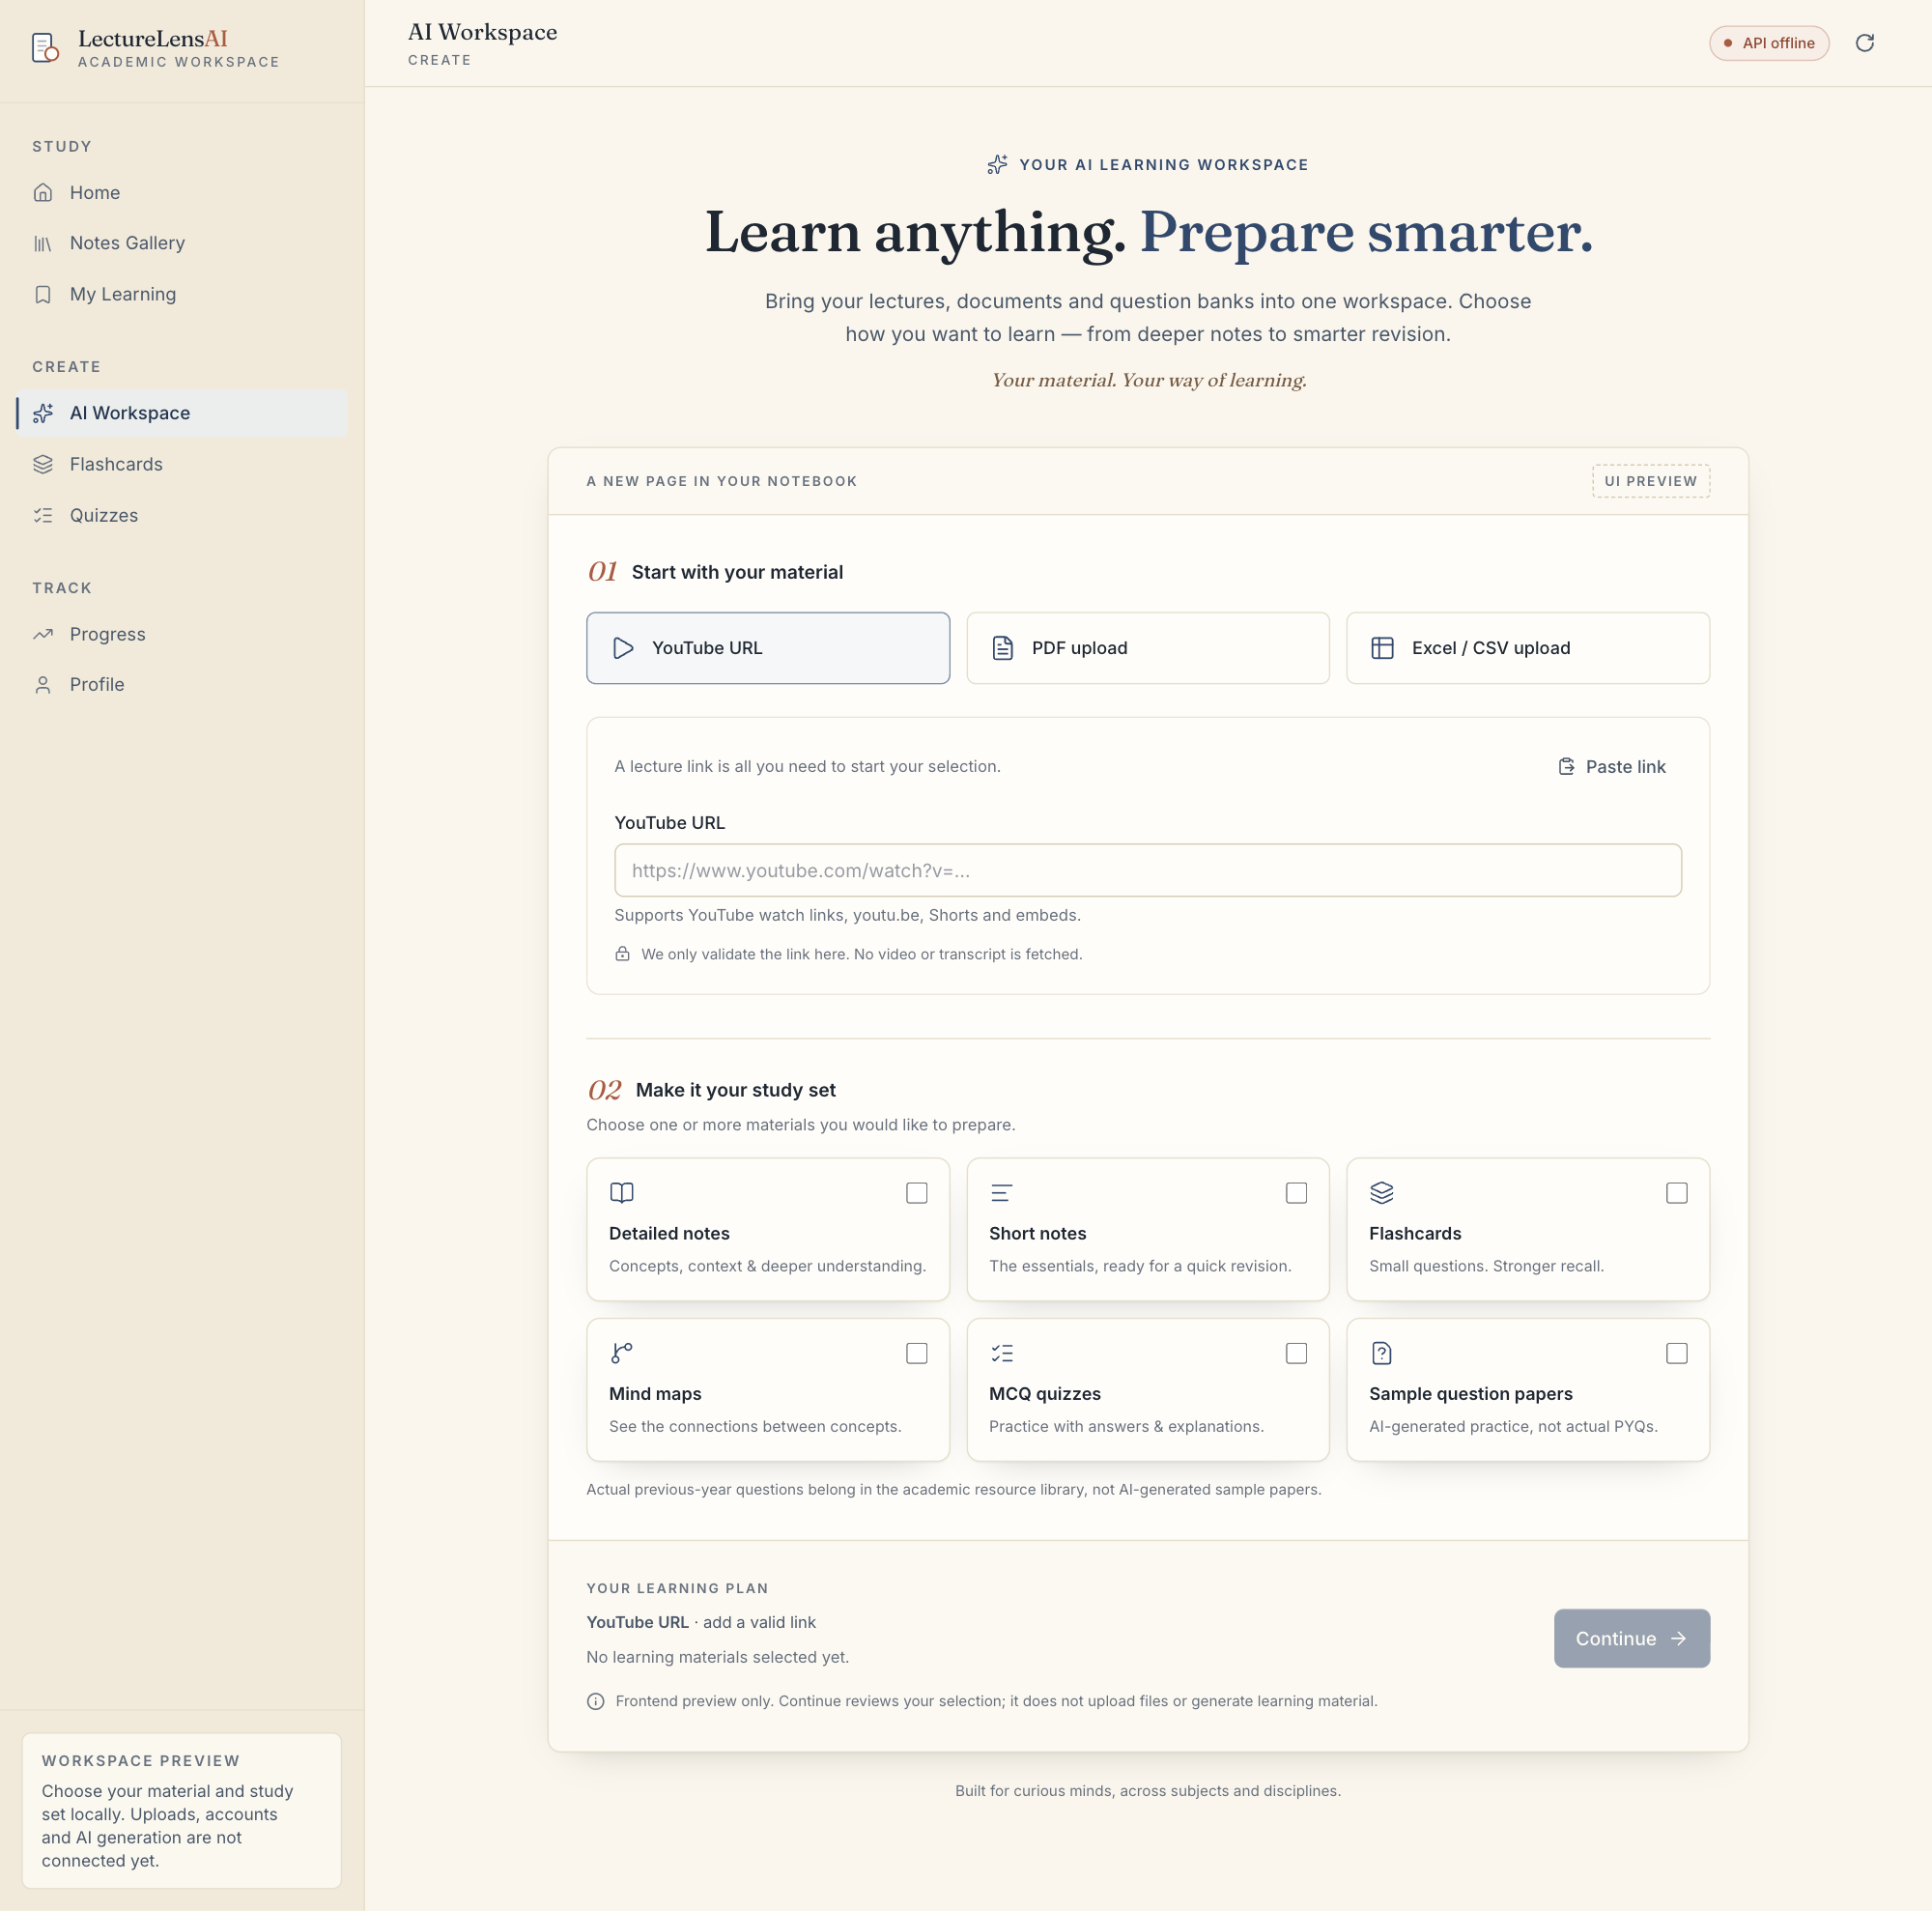 LectureLensAI
ACADEMIC WORKSPACE
STUDY
Home
Notes Gallery
My Learning
CREATE
AI Workspace
Flashcards
Quizzes
TRACK
Progress
Profile
WORKSPACE PREVIEW
Choose your material and study
set locally. Uploads, accounts
and AI generation are not
connected yet.
AI Workspace
CREATE
API offline
YOUR AI LEARNING WORKSPACE
Learn anything. Prepare smarter.
Bring your lectures, documents and question banks into one workspace. Choose
how you want to learn — from deeper notes to smarter revision.
Your material. Your way of learning.
A NEW PAGE IN YOUR NOTEBOOK
UI PREVIEW
01 Start with your material
YouTube URL
PDF upload
Excel / CSV upload
A lecture link is all you need to start your selection.
Paste link
YouTube URL
https://www.youtube.com/watch?v=...
Supports YouTube watch links, youtu.be, Shorts and embeds.
We only validate the link here. No video or transcript is fetched.
02 Make it your study set
Choose one or more materials you would like to prepare.
Detailed notes
Concepts, context & deeper understanding.
Short notes
The essentials, ready for a quick revision.
Flashcards
Small questions. Stronger recall.
Mind maps
See the connections between concepts.
MCQ quizzes
Practice with answers & explanations.
Sample question papers
AI-generated practice, not actual PYQs.
Actual previous-year questions belong in the academic resource library, not AI-generated sample papers.
YOUR LEARNING PLAN
YouTube URL · add a valid link
No learning materials selected yet.
Continue
Frontend preview only. Continue reviews your selection; it does not upload files or generate learning material.
Built for curious minds, across subjects and disciplines.